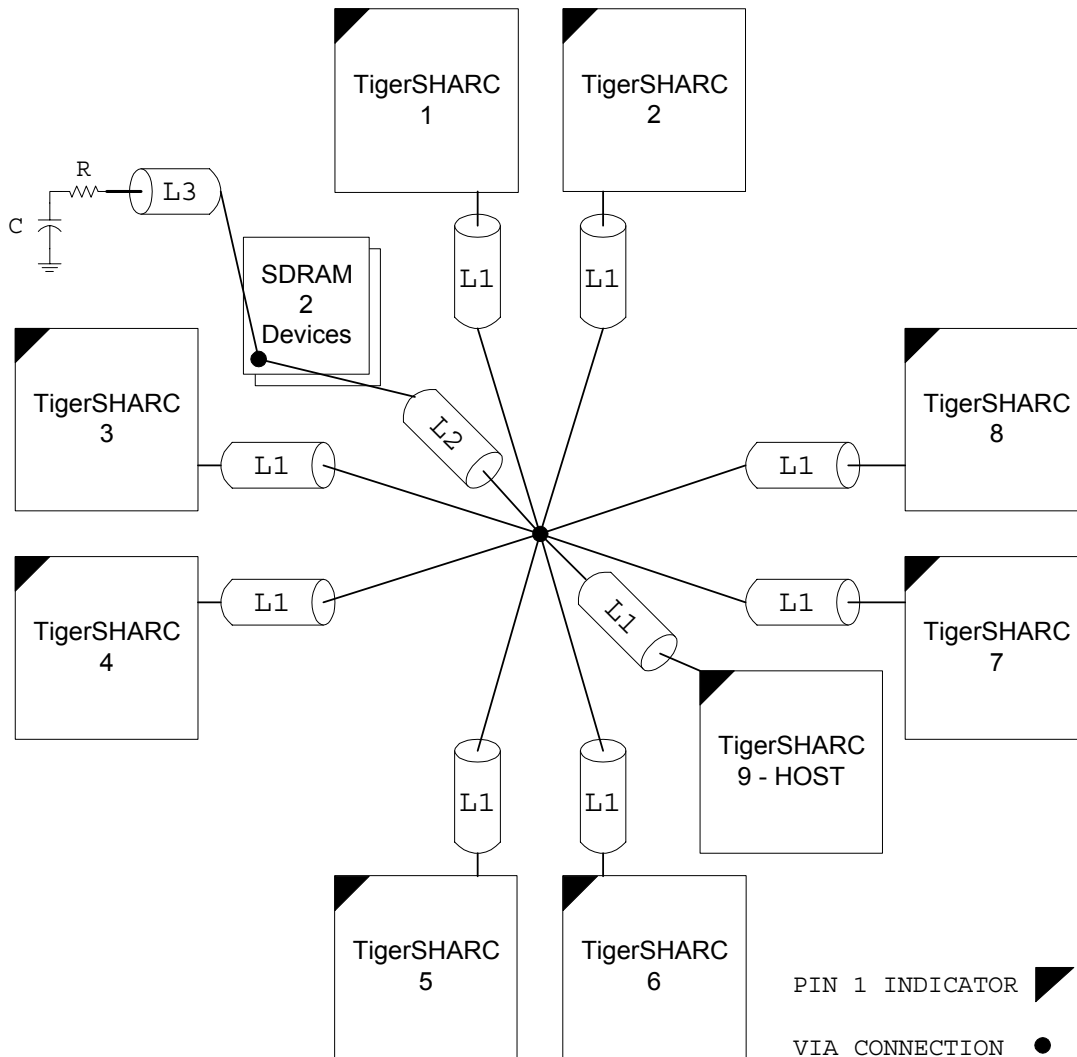 TigerSHARC
1
TigerSHARC
2
R
L3
C
SDRAM
2
Devices
L1
L1
TigerSHARC
3
L1
L2
L1
TigerSHARC
8
TigerSHARC
4
L1
L1
L1
TigerSHARC
7
TigerSHARC
9 - HOST
L1
L1
TigerSHARC
5
TigerSHARC
6
PIN 1 INDICATOR
VIA CONNECTION